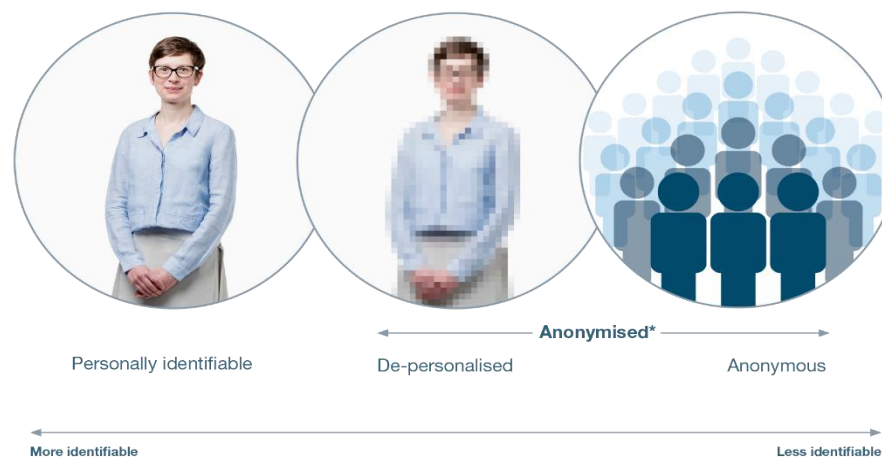 Anonymised*
Personally identifiable
De-personalised
Anonymous
More identifiable
Less identifiable